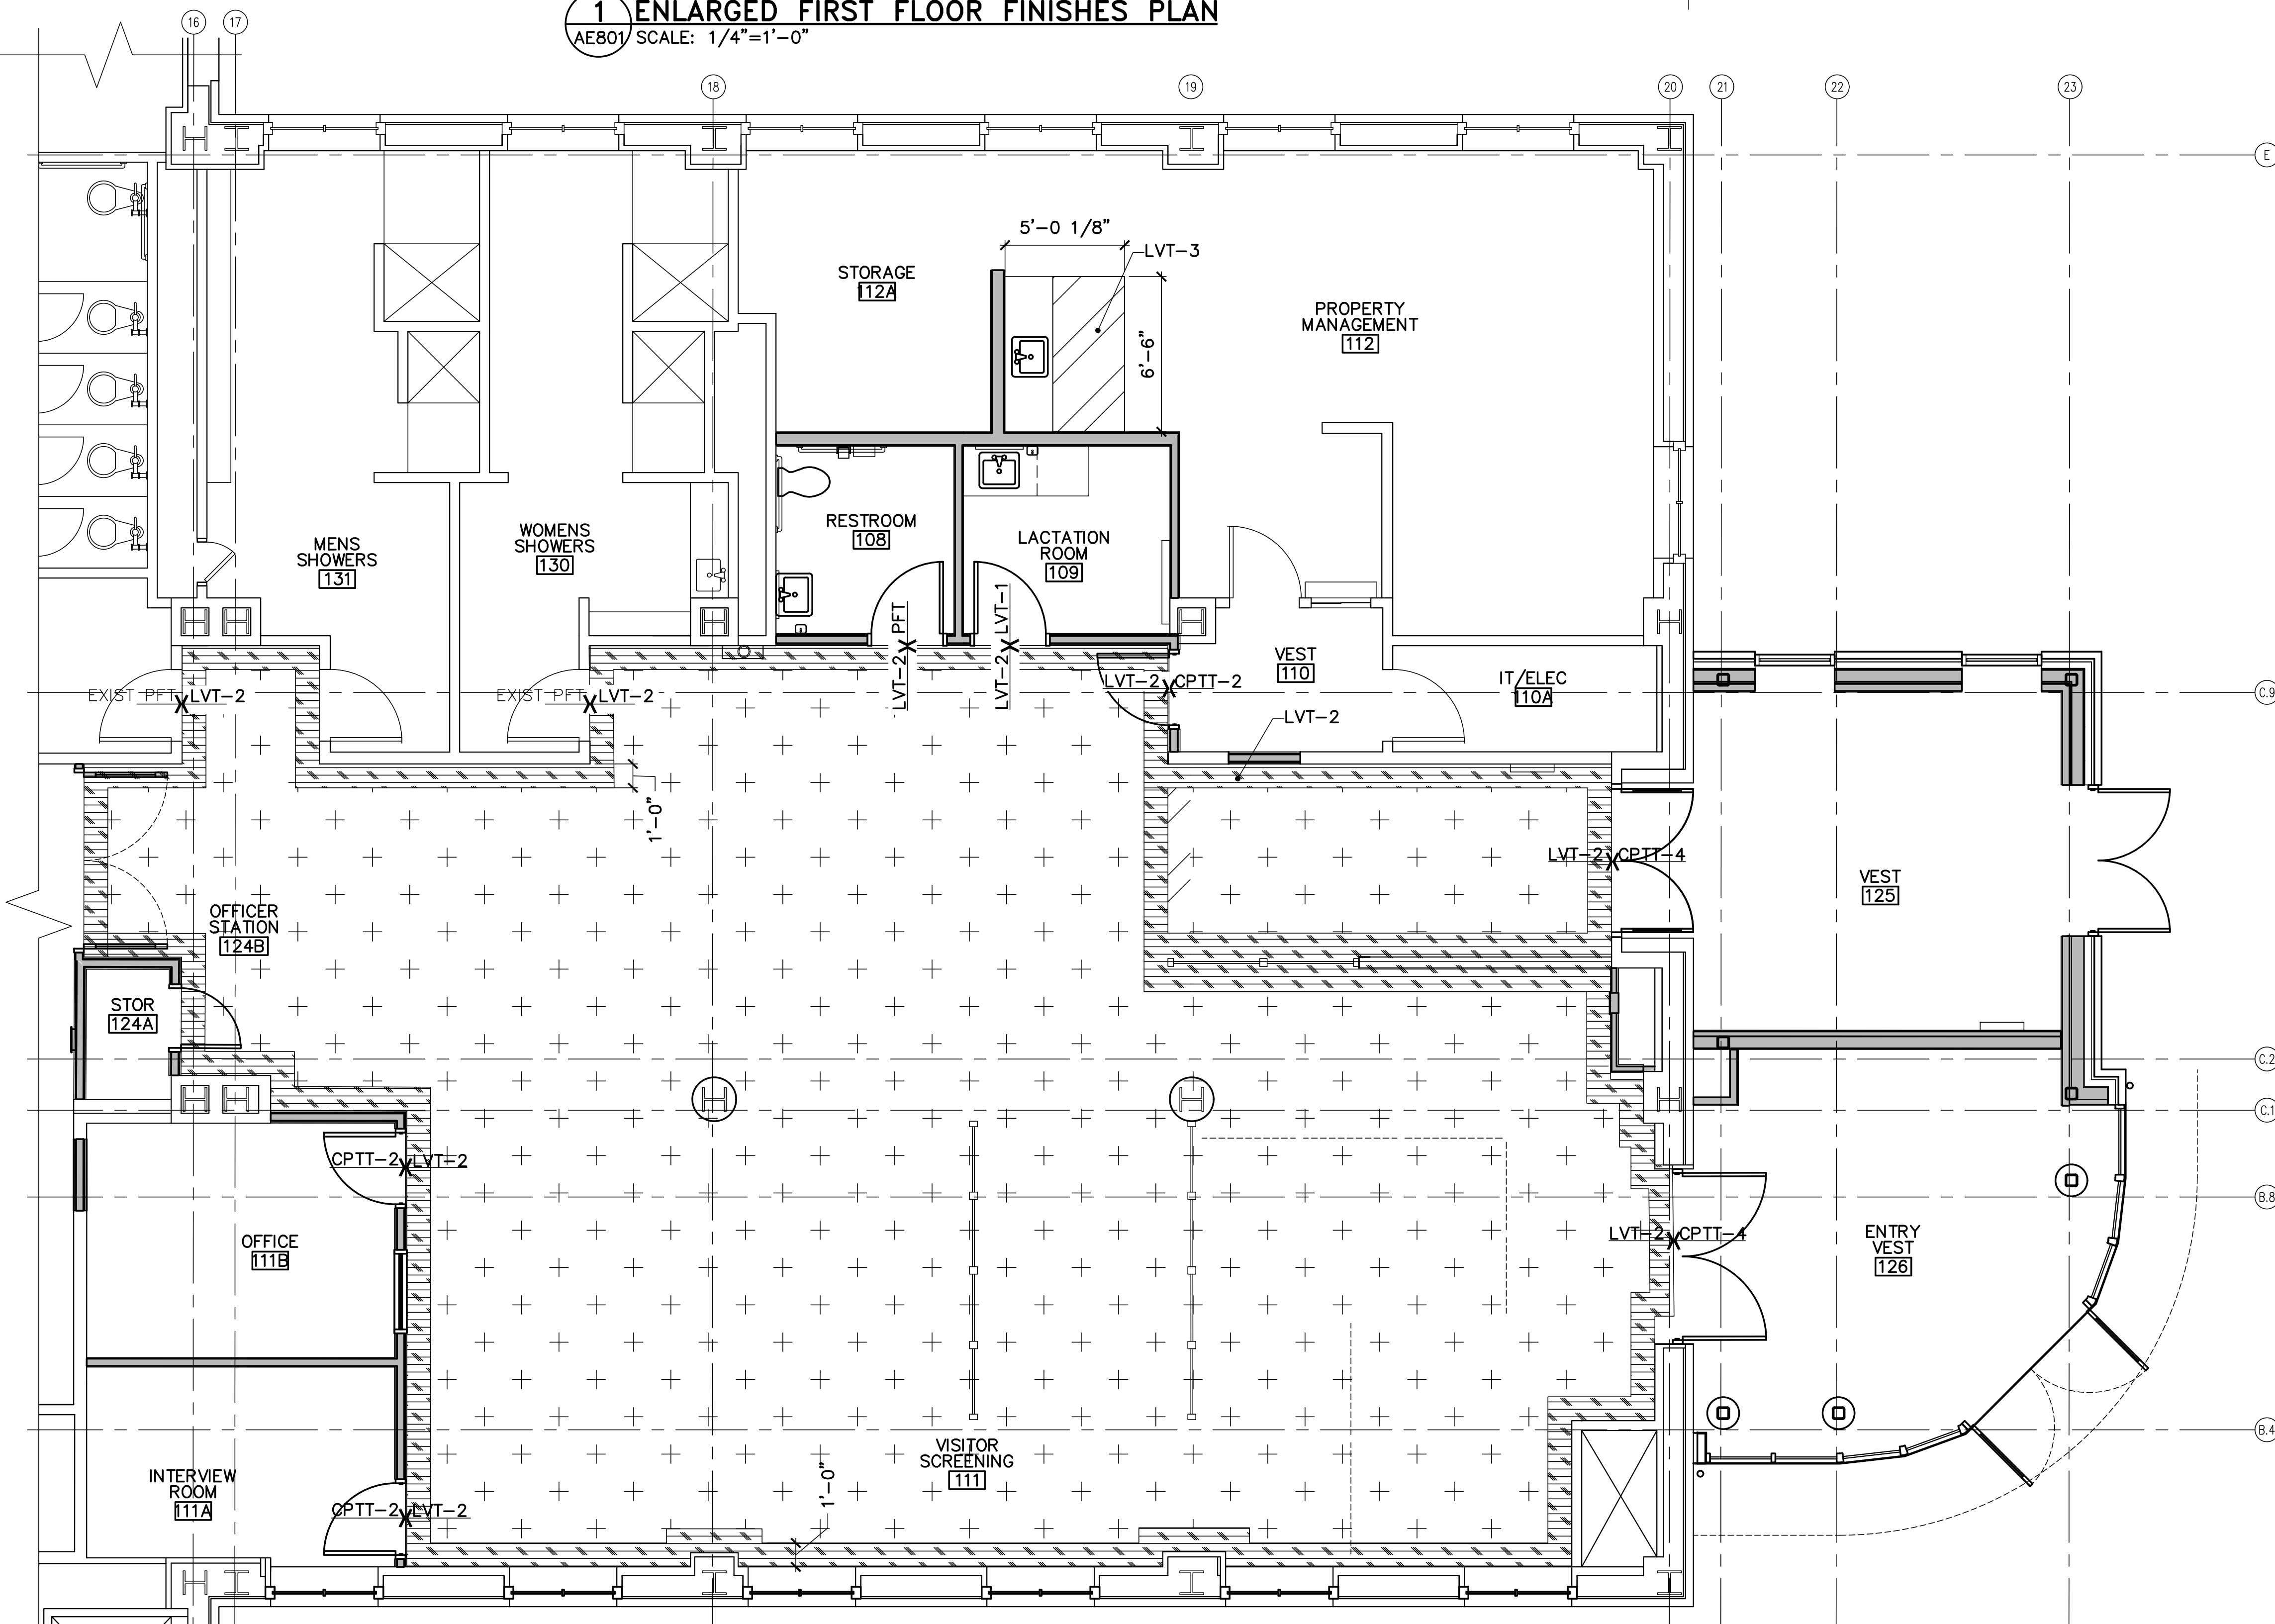 1
ENLARGED FIRST FLOOR FINISHES PLAN
AE801
SCALE: 1/4"=1'-0"
16
17
18
19
20
21
22
23
E
5'-0 1/8"
LVT-3
STORAGE
112A
PROPERTY
MANAGEMENT
112
6'-6"
MENS
SHOWERS
131
WOMENS
SHOWERS
130
RESTROOM
108
LACTATION
ROOM
109
LVT-2
PFT
LVT-2
LVT-1
VEST
110
IT/ELEC
110A
EXIST PFT
LVT-2
EXIST PFT
LVT-2
LVT-2
CPTT-2
C.9
LVT-2
1'-0"
LVT-2
CPTT-4
VEST
125
OFFICER
STATION
124B
STOR
124A
C.2
C.1
CPTT-2
LVT-2
B.8
OFFICE
111B
LVT-2
CPTT-4
ENTRY
VEST
126
B.4
VISITOR
SCREENING
111
1'-0"
INTERVIEW
ROOM
111A
CPTT-2
LVT-2